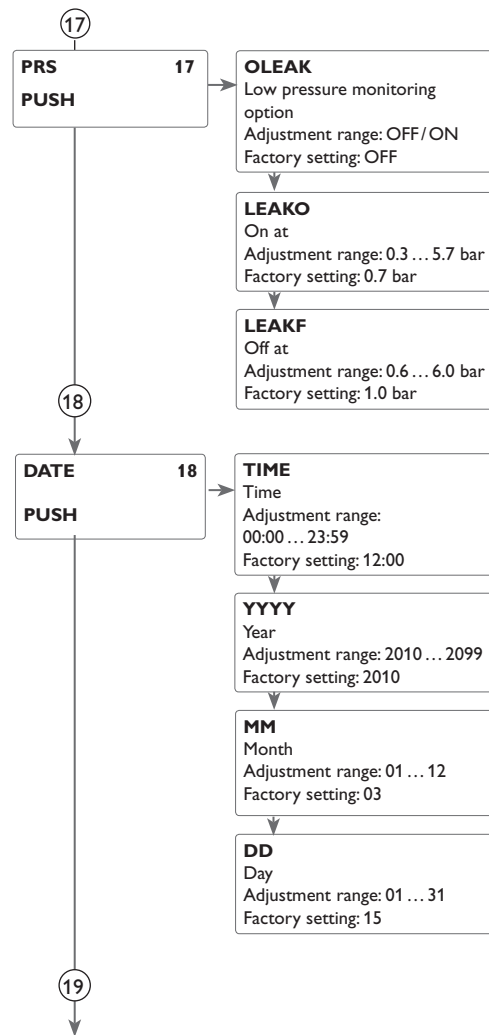 17
PRS 17
PUSH
OLEAK
Low pressure monitoring
option
Adjustment range: OFF/ON
Factory setting: OFF
LEAKO
On at
Adjustment range: 0.3 … 5.7 bar
Factory setting: 0.7 bar
LEAKF
Off at
Adjustment range: 0.6 … 6.0 bar
Factory setting: 1.0 bar
18
DATE 18
PUSH
TIME
Time
Adjustment range:
00:00 … 23:59
Factory setting: 12:00
YYYY
Year
Adjustment range: 2010 … 2099
Factory setting: 2010
MM
Month
Adjustment range: 01 … 12
Factory setting: 03
DD
Day
Adjustment range: 01 … 31
Factory setting: 15
19